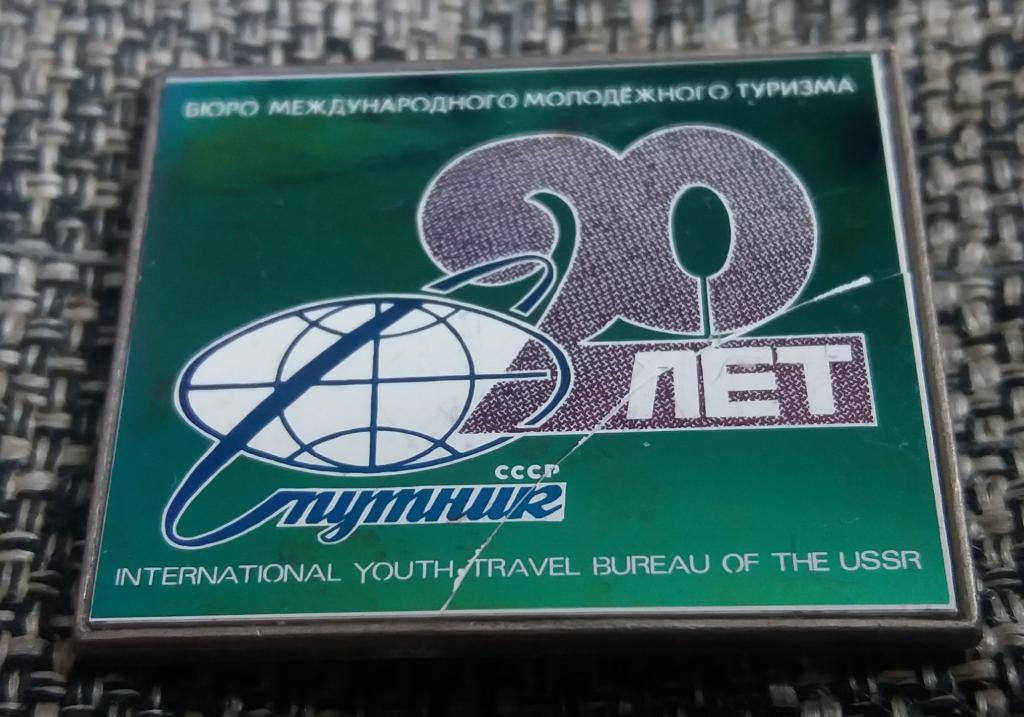 БЮРО МЕЖДУНАРОДНОГО МОЛОДЁЖНОГО ТУРИЗМА
20
ЛЕТ
СССР
Спутник
INTERNATIONAL YOUTH TRAVEL BUREAU OF THE USSR